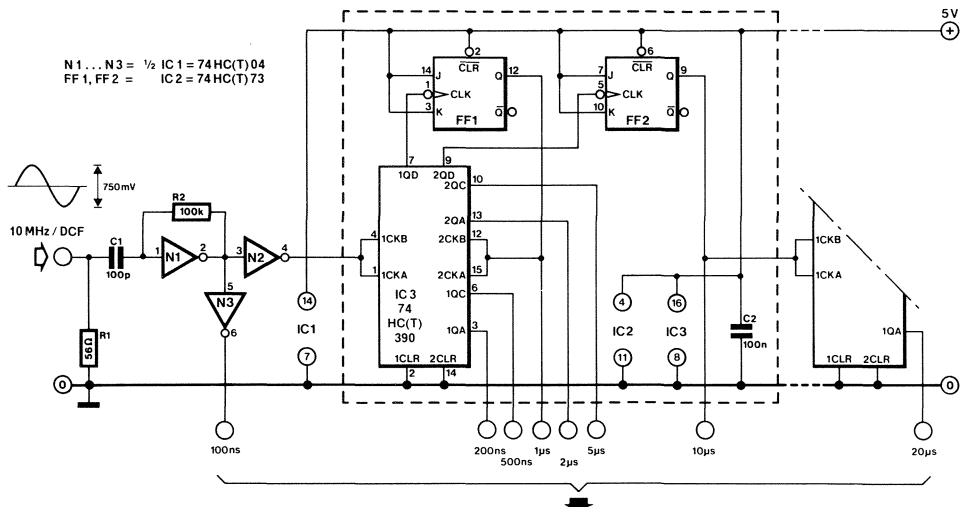 5V
+
N1...N3 = ½ IC1 = 74HC(T)04
FF1, FF2 = IC2 = 74HC(T)73
2
CLR
14 J Q 12
1 CLK
3 K Q
FF1
6
CLR
7 J Q 9
5 CLK
10 K Q
FF2
750mV
10 MHz / DCF
C1
100p
R2
100k
1 N1 2
3 N2 4
5
N3
6
R1
56Ω
0
100ns
14
IC1
7
7 9
1QD 2QD
2QC 10
2QA 13
4 1CKB 2CKB 12
1 1CKA 2CKA 15
IC3 1QC 6
74
HC(T) 1QA 3
390
1CLR 2CLR
2 14
4 16
IC2 IC3
11 8
C2
100n
1CKB
1CKA
1QA
1CLR 2CLR
0
200ns
500ns
1µs
2µs
5µs
10µs
20µs